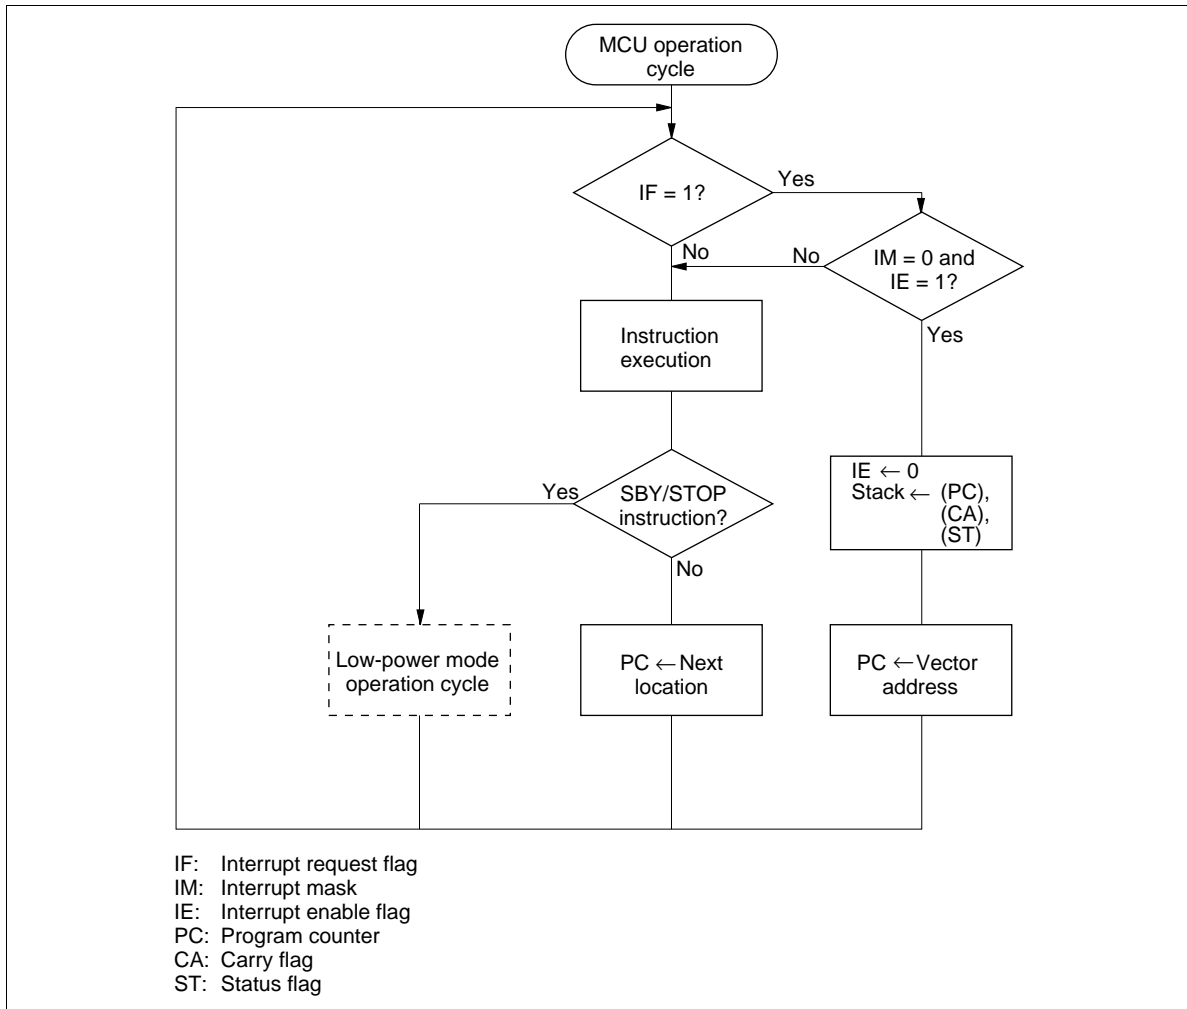 MCU operation
cycle
IF = 1?
Yes
No
No
IM = 0 and
IE = 1?
Yes
Instruction
execution
IE ← 0
Stack ← (PC),
(CA),
(ST)
Yes
SBY/STOP
instruction?
No
Low-power mode
operation cycle
PC ← Next
location
PC ← Vector
address
IF: Interrupt request flag
IM: Interrupt mask
IE: Interrupt enable flag
PC: Program counter
CA: Carry flag
ST: Status flag